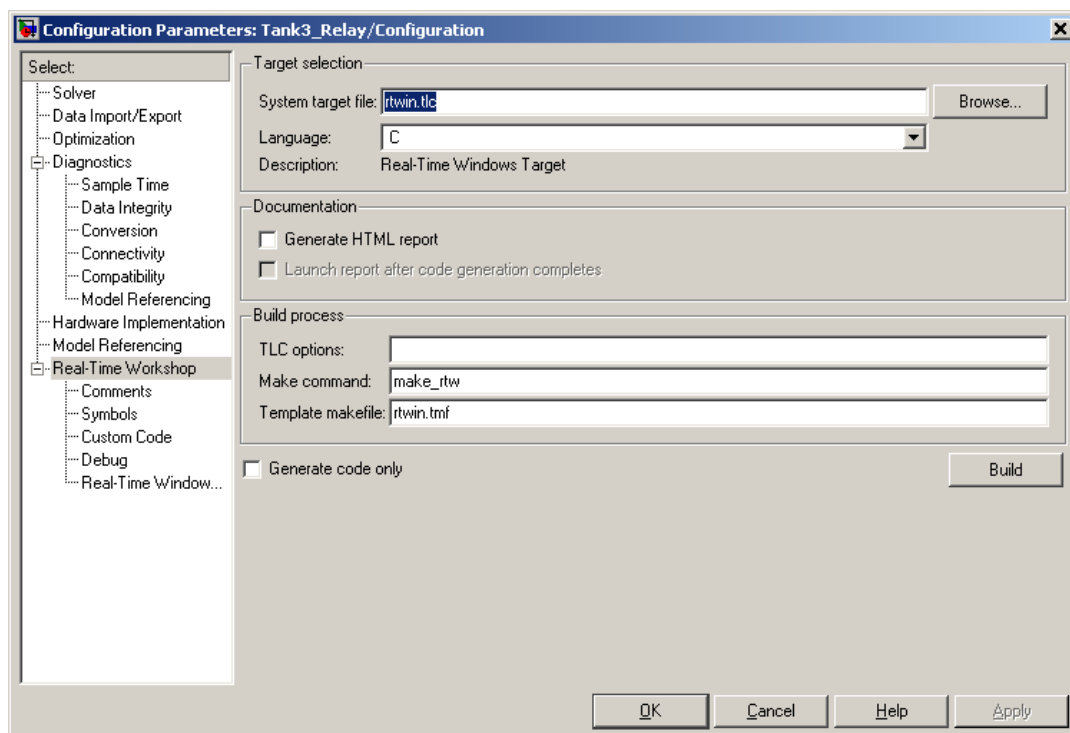 Configuration Parameters: Tank3_Relay/Configuration
Select:
Solver
Data Import/Export
Optimization
Diagnostics
Sample Time
Data Integrity
Conversion
Connectivity
Compatibility
Model Referencing
Hardware Implementation
Model Referencing
Real-Time Workshop
Comments
Symbols
Custom Code
Debug
Real-Time Window...
Target selection
System target file: rtwin.tlc Browse...
Language: C
Description: Real-Time Windows Target
Documentation
Generate HTML report
Launch report after code generation completes
Build process
TLC options:
Make command: make_rtw
Template makefile: rtwin.tmf
Generate code only Build
OK Cancel Help Apply